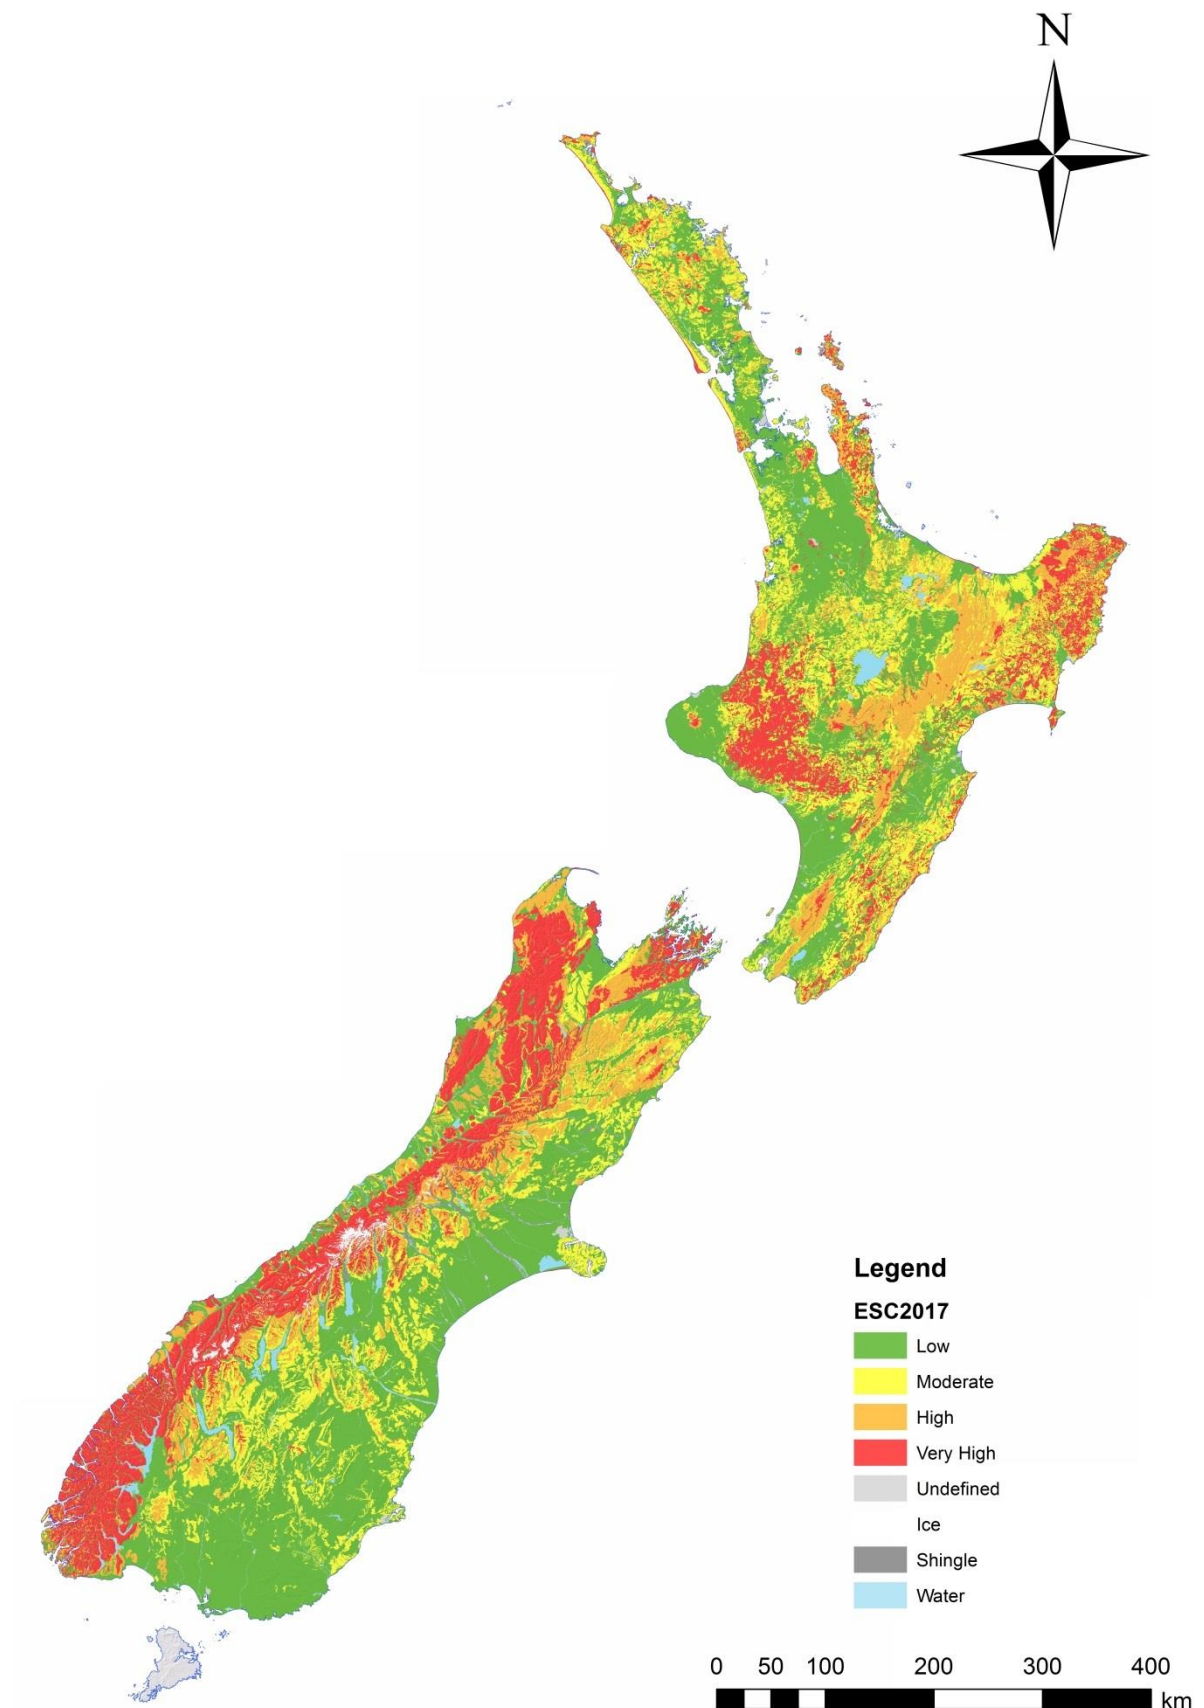 N
Legend
ESC2017
Low
Moderate
High
Very High
Undefined
Ice
Shingle
Water
0 50 100 200 300 400
km